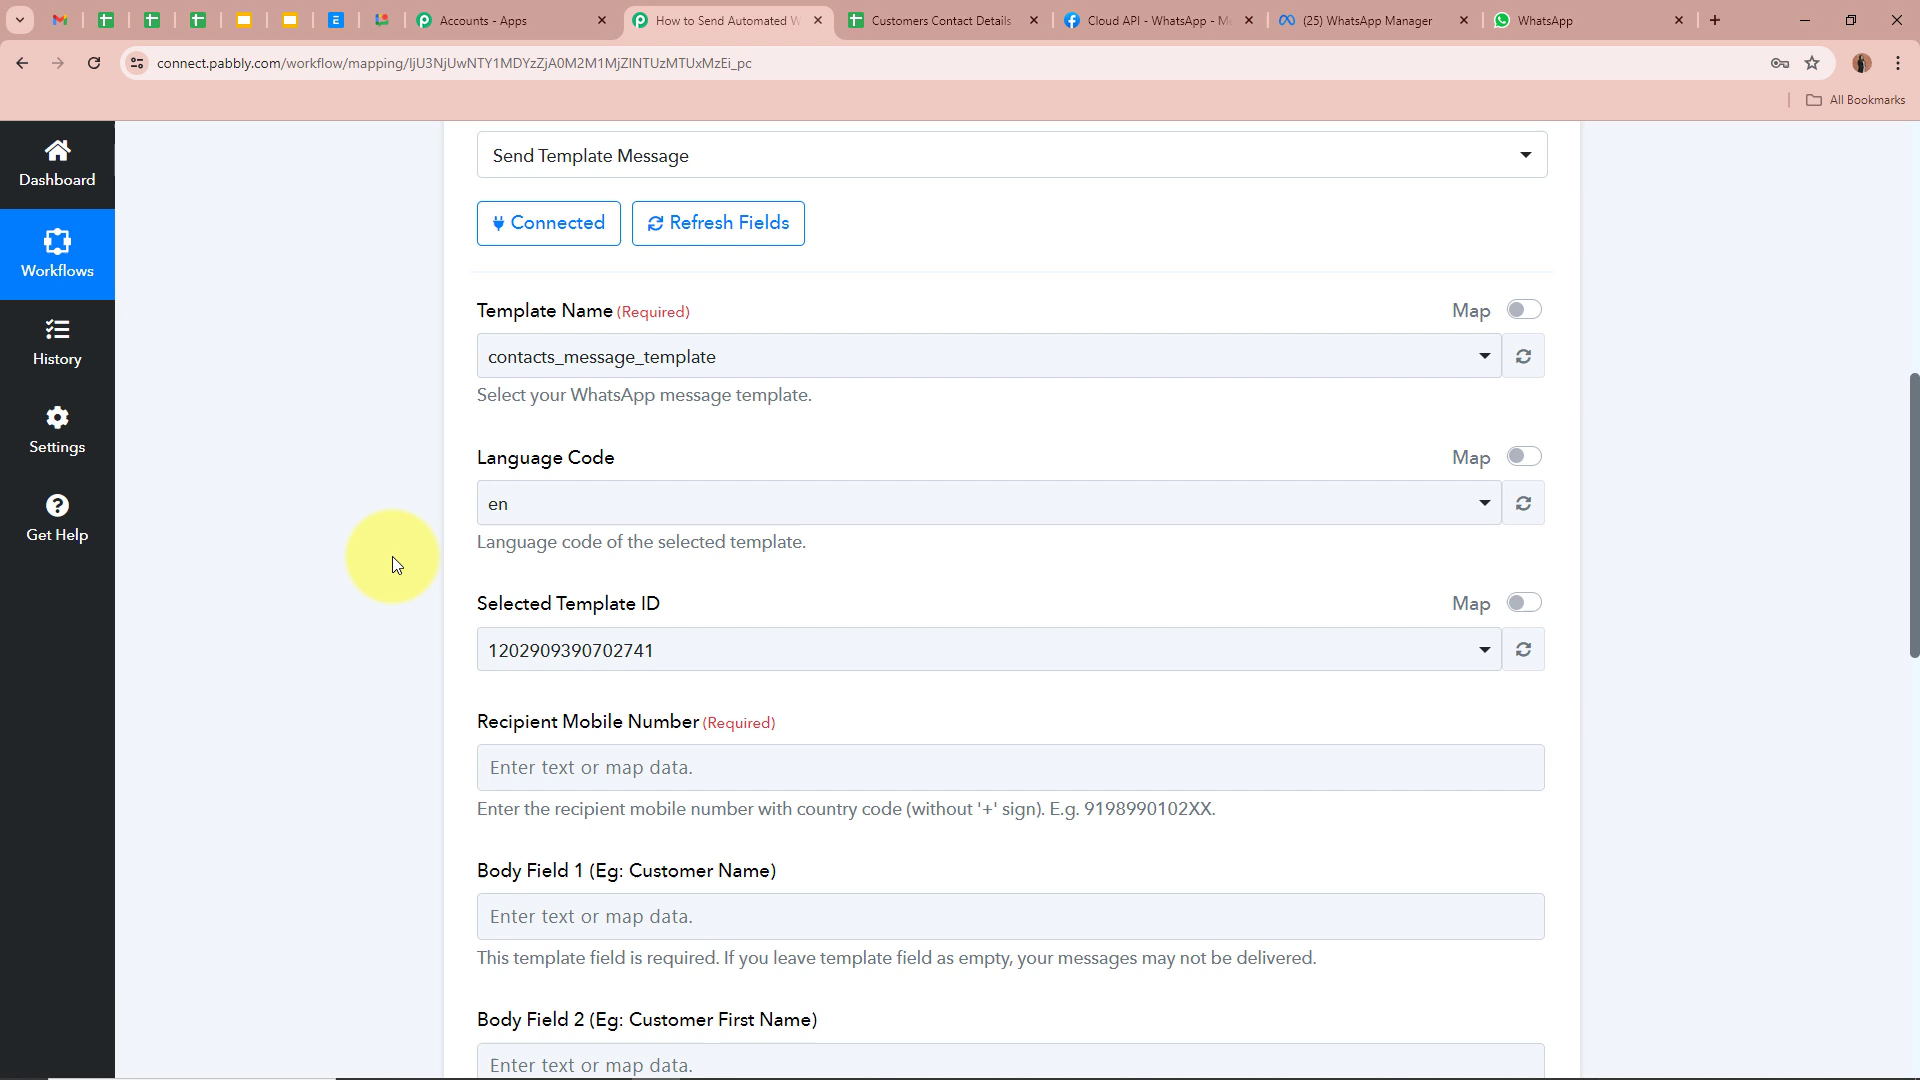 Accounts - Apps
How to Send Automated W
Customers Contact Details
Cloud API - WhatsApp - Me
(25) WhatsApp Manager
WhatsApp
connect.pabbly.com/workflow/mapping/IjU3NjUwNTY1MDYzZjA0M2M1MjZlNTUzMTUxMzEi_pc
All Bookmarks
Dashboard
Workflows
History
Settings
Get Help
Send Template Message
Connected
Refresh Fields
Template Name (Required)
Map
contacts_message_template
Select your WhatsApp message template.
Language Code
Map
en
Language code of the selected template.
Selected Template ID
Map
1202909390702741
Recipient Mobile Number (Required)
Enter text or map data.
Enter the recipient mobile number with country code (without '+' sign). E.g. 9198990102XX.
Body Field 1 (Eg: Customer Name)
Enter text or map data.
This template field is required. If you leave template field as empty, your messages may not be delivered.
Body Field 2 (Eg: Customer First Name)
Enter text or map data.